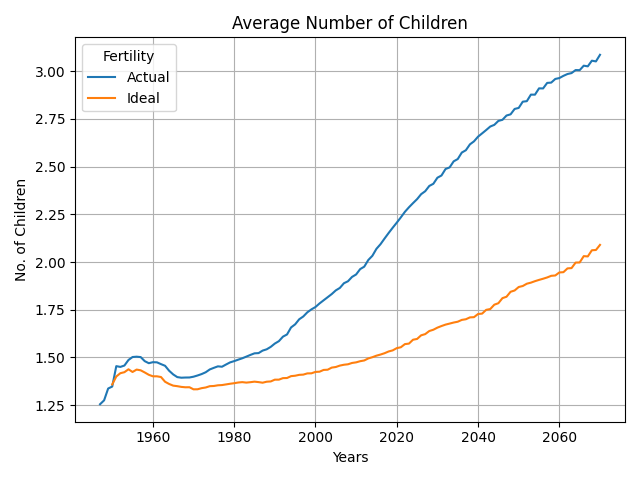 Average Number of Children
Fertility
Actual
Ideal
No. of Children
3.00
2.75
2.50
2.25
2.00
1.75
1.50
1.25
1960 1980 2000 2020 2040 2060
Years